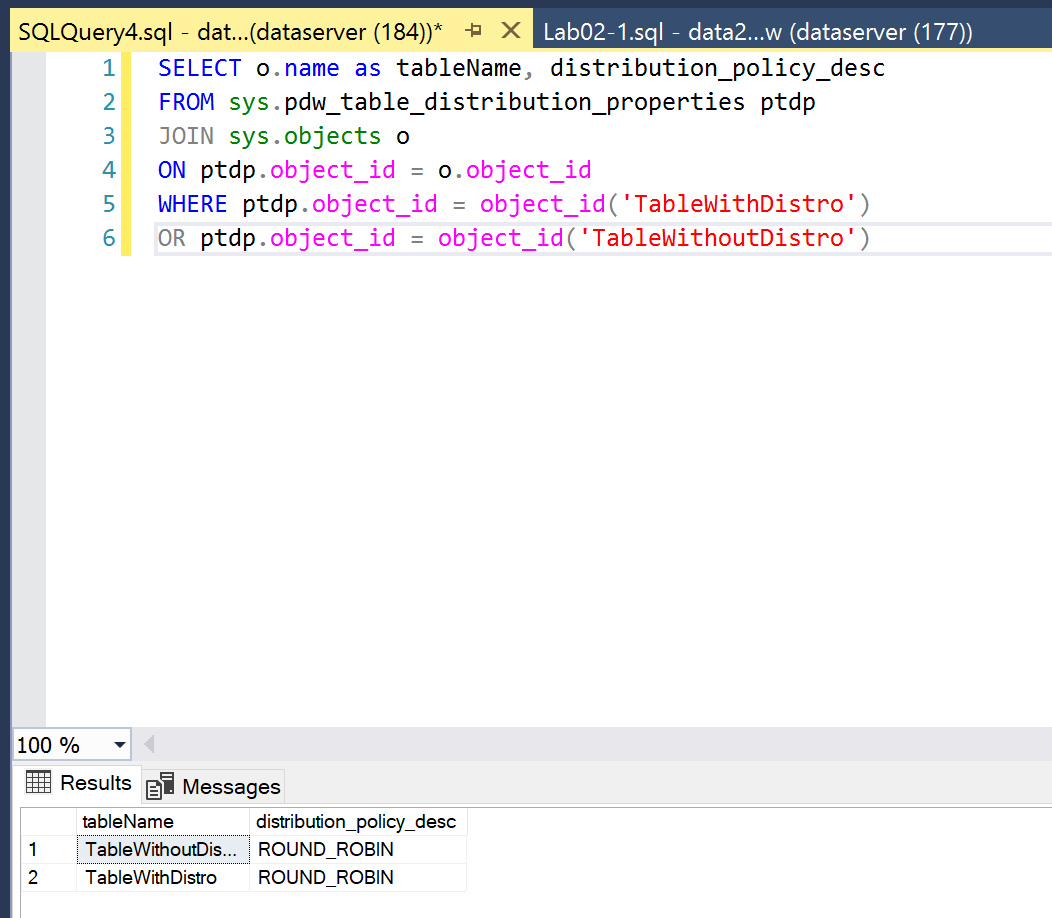 SQLQuery4.sql - dat...(dataserver (184))* Lab02-1.sql - data2...w (dataserver (177))
1 SELECT o.name as tableName, distribution_policy_desc
2 FROM sys.pdw_table_distribution_properties ptdp
3 JOIN sys.objects o
4 ON ptdp.object_id = o.object_id
5 WHERE ptdp.object_id = object_id('TableWithDistro')
6 OR ptdp.object_id = object_id('TableWithoutDistro')
100 %
Results Messages
tableName distribution_policy_desc
1 TableWithoutDis... ROUND_ROBIN
2 TableWithDistro ROUND_ROBIN